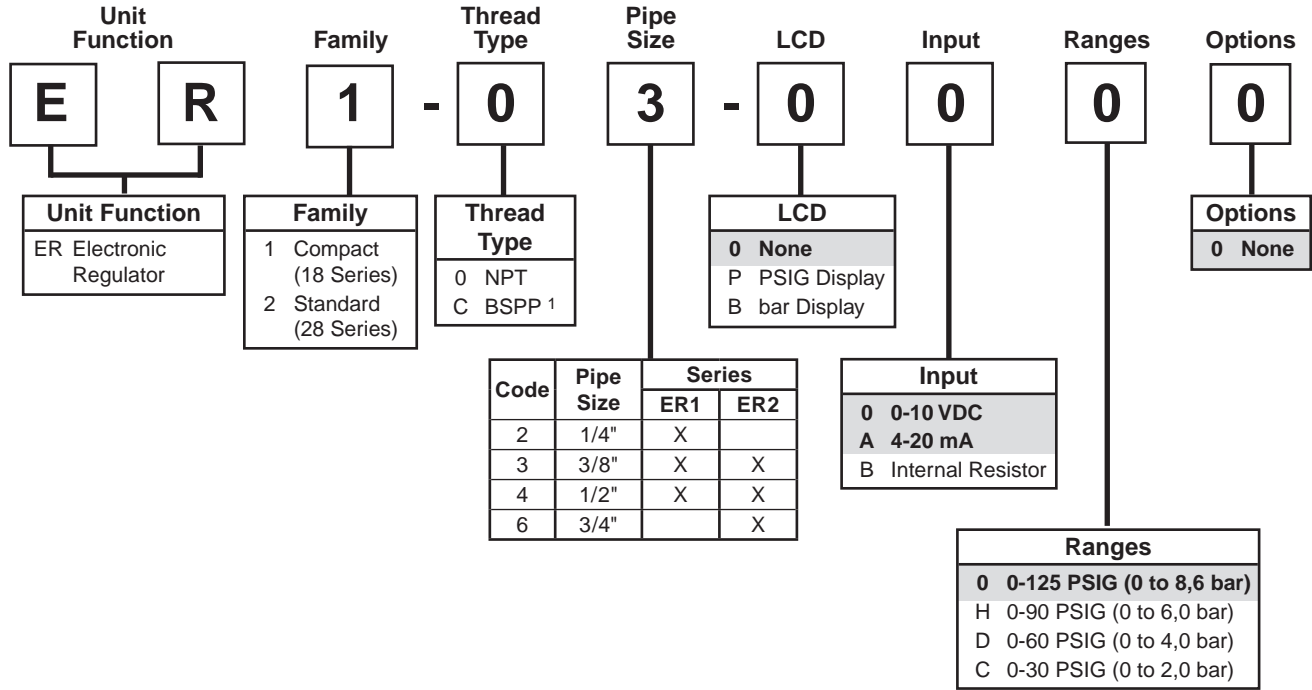 Unit Function
Family
Thread Type
Pipe Size
LCD
Input
Ranges
Options
E R 1 - 0 3 - 0 0 0 0
Unit Function
ER Electronic
Regulator
Family
1 Compact
(18 Series)
2 Standard
(28 Series)
Thread
Type
0 NPT
C BSPP 1
LCD
0 None
P PSIG Display
B bar Display
Options
0 None
Code Pipe Size Series
ER1 ER2
2 1/4" X
3 3/8" X X
4 1/2" X X
6 3/4" X
Input
0 0-10 VDC
A 4-20 mA
B Internal Resistor
Ranges
0 0-125 PSIG (0 to 8,6 bar)
H 0-90 PSIG (0 to 6,0 bar)
D 0-60 PSIG (0 to 4,0 bar)
C 0-30 PSIG (0 to 2,0 bar)